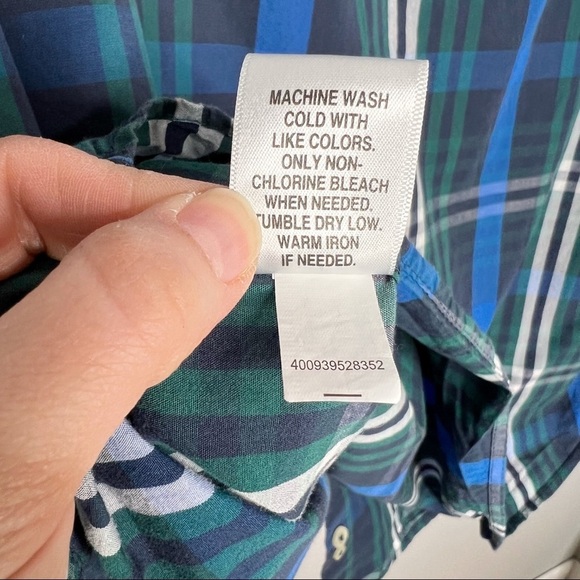 MACHINE WASH
COLD WITH
LIKE COLORS.
ONLY NON-
CHLORINE BLEACH
WHEN NEEDED.
TUMBLE DRY LOW.
WARM IRON
IF NEEDED.
400939528352